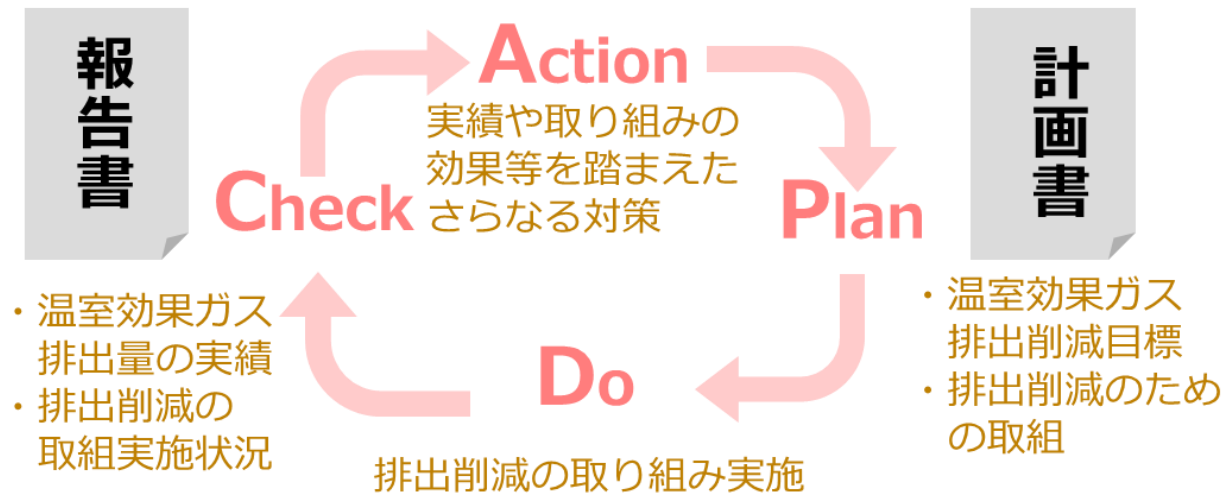 報告書
Action
実績や取り組みの
効果等を踏まえた
さらなる対策
計画書
Check
Plan
・温室効果ガス
排出量の実績
・排出削減の
取組実施状況
・温室効果ガス
排出削減目標
・排出削減のため
の取組
Do
排出削減の取り組み実施